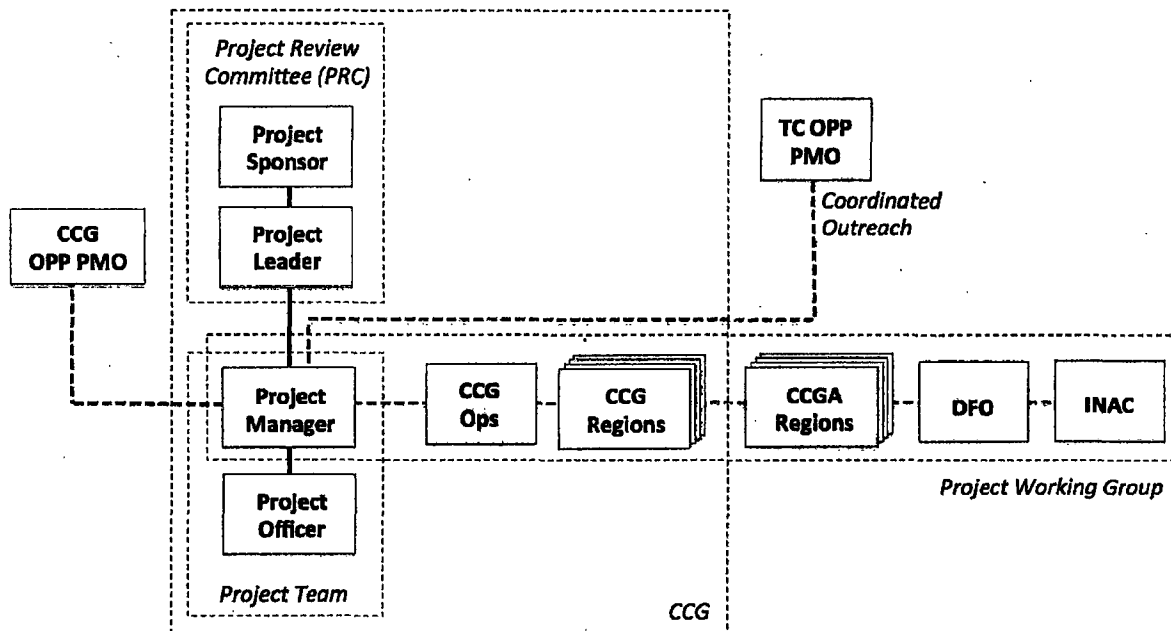 Project Review
Committee (PRC)
Project
Sponsor
TC OPP
PMO
Coordinated
Outreach
CCG
OPP PMO
Project
Leader
Project
Manager
CCG
Ops
CCG
Regions
CCGA
Regions
DFO
INAC
Project Working Group
Project
Officer
Project Team
CCG